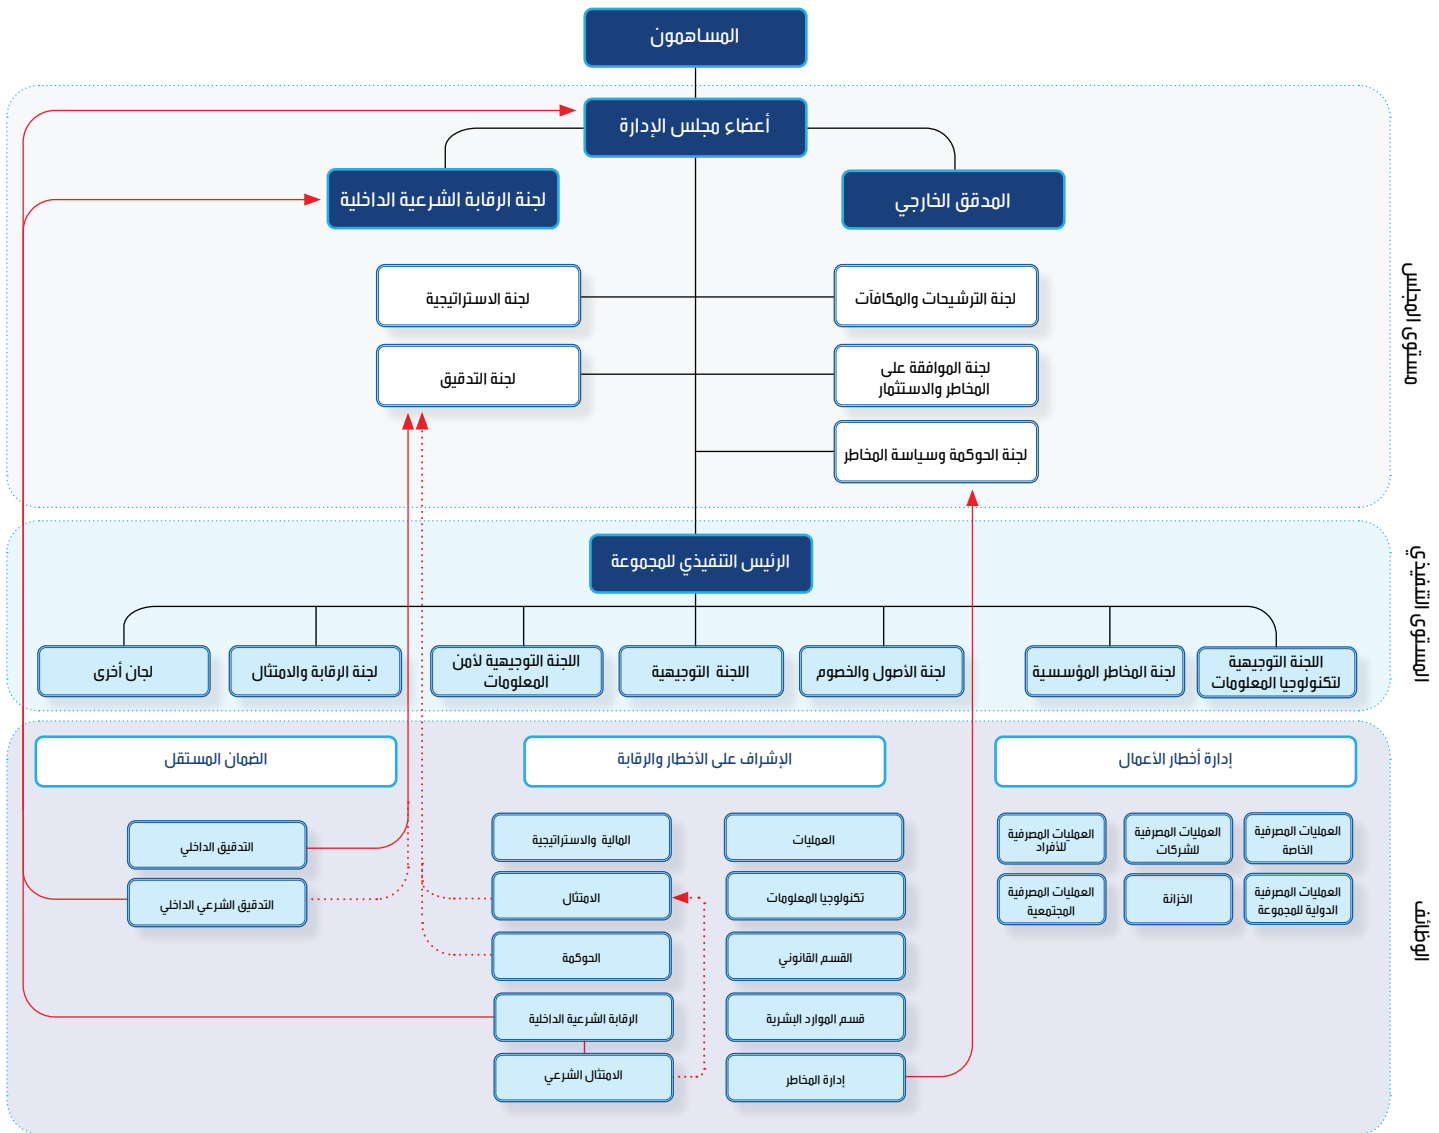 المساهمون
أعضاء مجلس الإدارة
المدقق الخارجي
لجنة الرقابة الشرعية الداخلية
مستوى المجلس
لجنة الترشيحات والمكافآت
لجنة الاستراتيجية
لجنة الموافقة على
المخاطر والاستثمار
لجنة التدقيق
لجنة الحوكمة وسياسة المخاطر
المستوى التنفيذي
الرئيس التنفيذي للمجموعة
اللجنة التوجيهية
لتكنولوجيا المعلومات
لجنة المخاطر المؤسسية
لجنة الأصول والخصوم
اللجنة التوجيهية
اللجنة التوجيهية لأمن
المعلومات
لجنة الرقابة والامتثال
لجان أخرى
الوظائف
إدارة أخطار الأعمال
العمليات المصرفية
الخاصة
العمليات المصرفية
للشركات
العمليات المصرفية
للأفراد
العمليات المصرفية
الدولية للمجموعة
الخزانة
العمليات المصرفية
المجتمعية
الإشراف على الأخطار والرقابة
العمليات
المالية والاستراتيجية
تكنولوجيا المعلومات
الامتثال
القسم القانوني
الحوكمة
قسم الموارد البشرية
الرقابة الشرعية الداخلية
إدارة المخاطر
الامتثال الشرعي
الضمان المستقل
التدقيق الداخلي
التدقيق الشرعي الداخلي